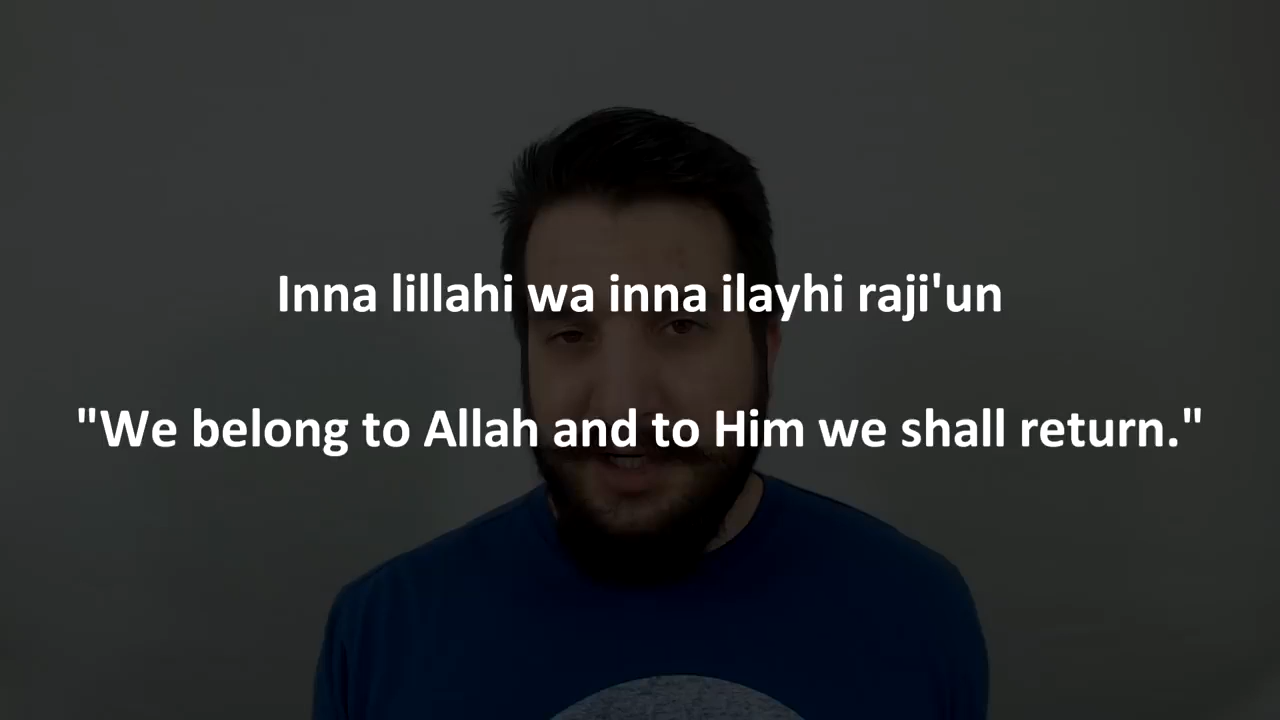 Inna lillahi wa inna ilayhi raji'un
"We belong to Allah and to Him we shall return."